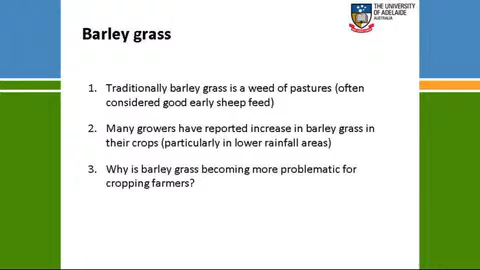 THE UNIVERSITY
OF ADELAIDE
AUSTRALIA
Barley grass
1. Traditionally barley grass is a weed of pastures (often
considered good early sheep feed)
2. Many growers have reported increase in barley grass in
their crops (particularly in lower rainfall areas)
3. Why is barley grass becoming more problematic for
cropping farmers?